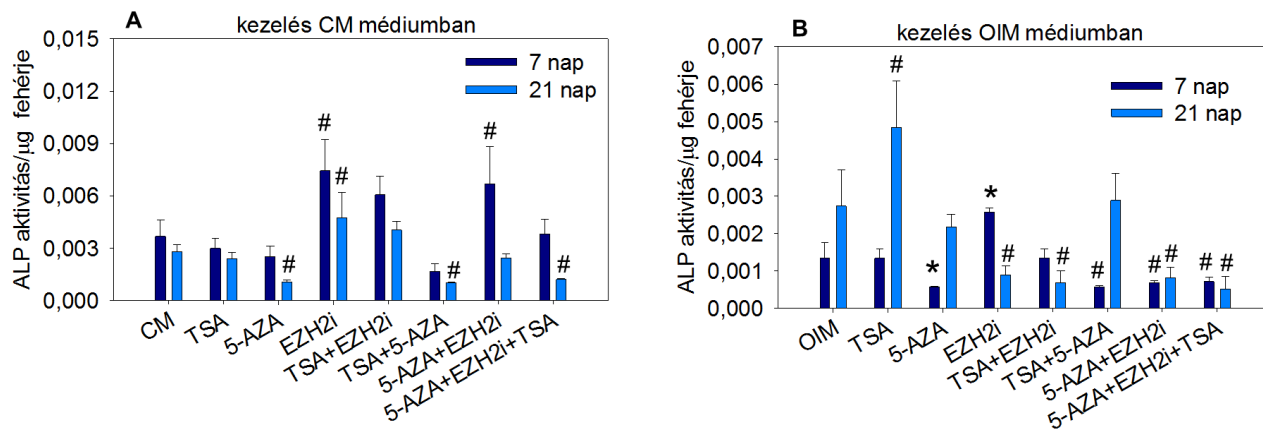 A
kezelés CM médiumban
ALP aktivitás/µg fehérje
0,015
0,012
0,009
0,006
0,003
0,000
7 nap
21 nap
#
#
#
#
#
#
CM
TSA
5-AZA
EZH2i
TSA+EZH2i
TSA+5-AZA
5-AZA+EZH2i
5-AZA+EZH2i+TSA
B
kezelés OIM médiumban
ALP aktivitás/µg fehérje
0,007
0,006
0,005
0,004
0,003
0,002
0,001
0,000
7 nap
21 nap
#
*
*
#
#
#
#
#
#
#
OIM
TSA
5-AZA
EZH2i
TSA+EZH2i
TSA+5-AZA
5-AZA+EZH2i
5-AZA+EZH2i+TSA